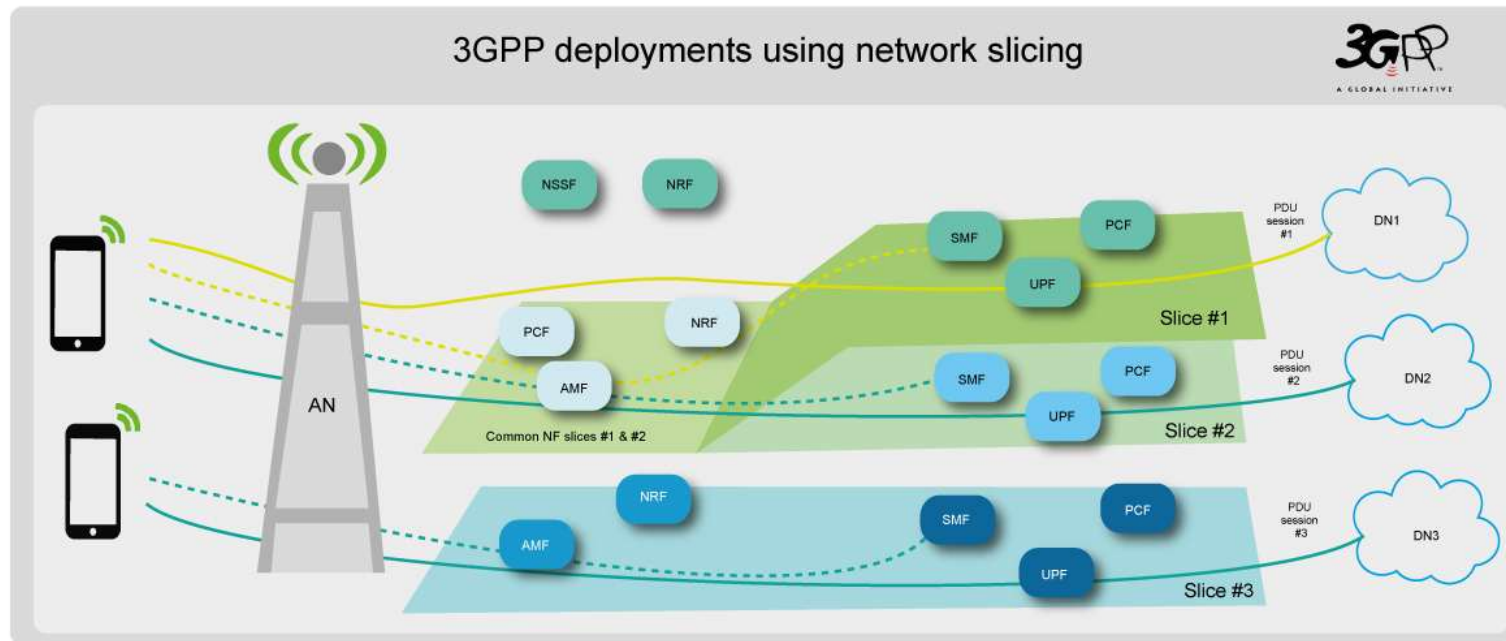 3GPP deployments using network slicing
3GPP
TM
A GLOBAL INITIATIVE
NSSF
NRF
SMF
PCF
UPF
Slice #1
PDU
session
#1
DN1
PCF
NRF
AMF
AN
Common NF slices #1 & #2
SMF
PCF
UPF
Slice #2
PDU
session
#2
DN2
NRF
AMF
SMF
PCF
UPF
Slice #3
PDU
session
#3
DN3